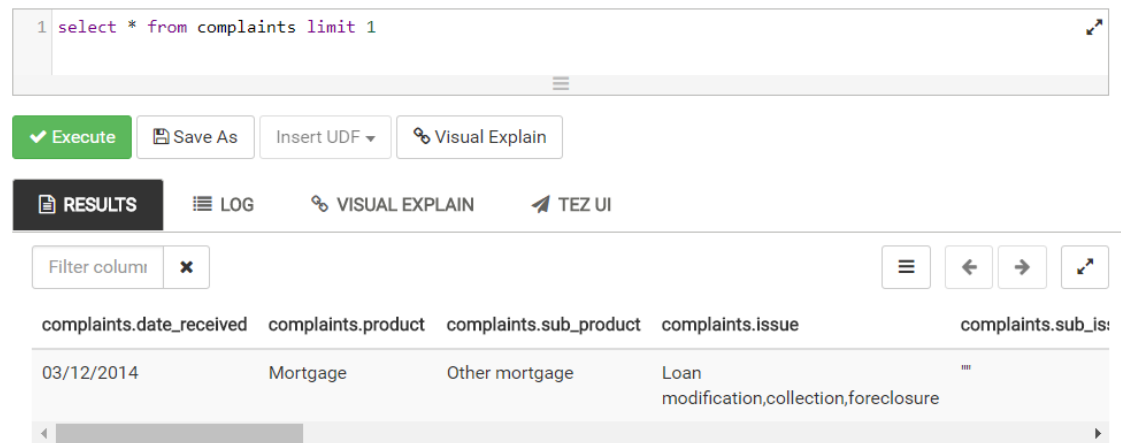 1 select * from complaints limit 1
Execute Save As Insert UDF Visual Explain
RESULTS LOG VISUAL EXPLAIN TEZ UI
Filter colum
complaints.date_received complaints.product complaints.sub_product complaints.issue complaints.sub_is
03/12/2014 Mortgage Other mortgage Loan ""
modification,collection,foreclosure